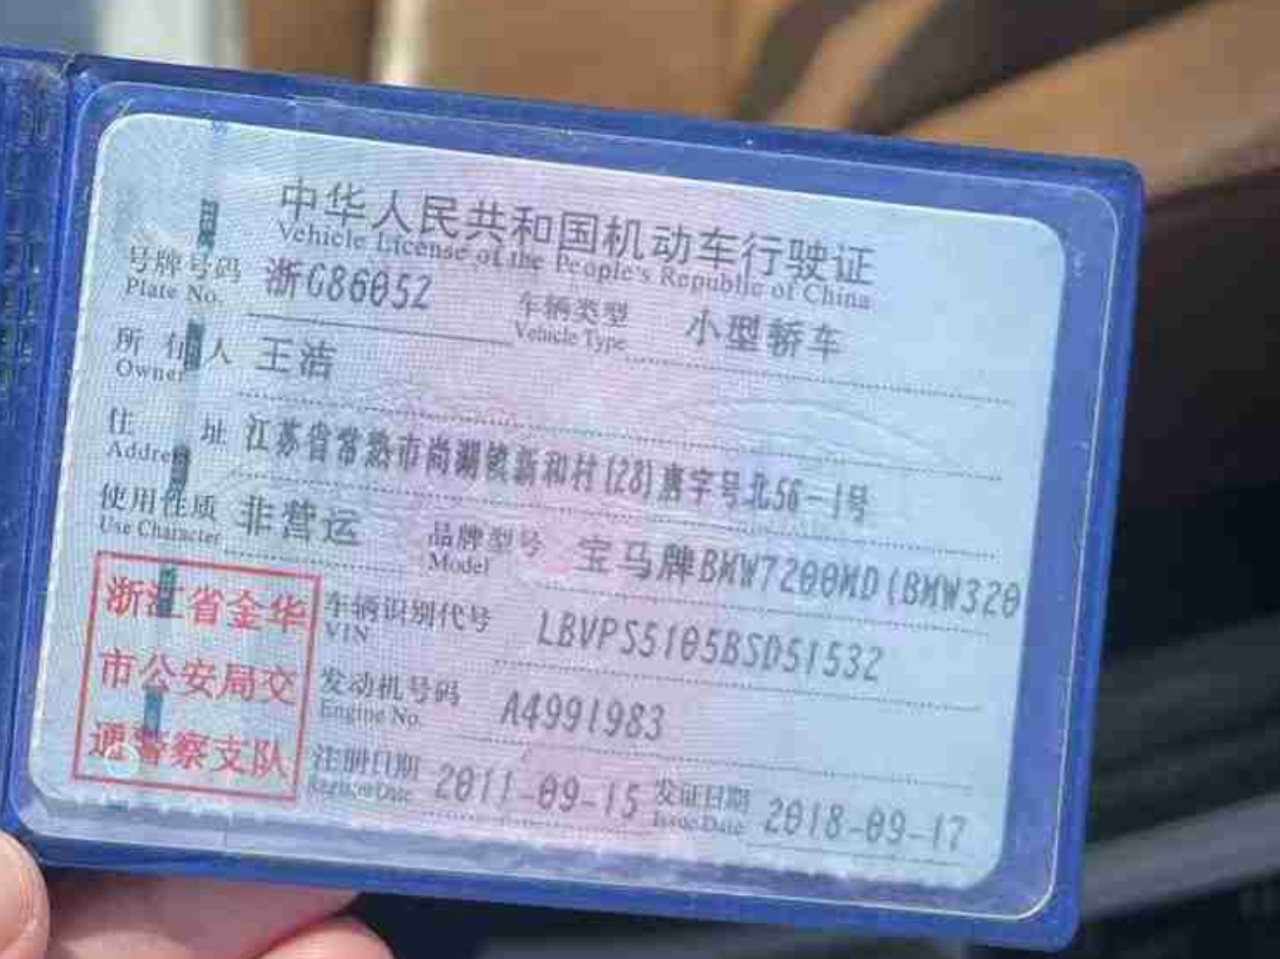 中华人民共和国机动车行驶证
Vehicle License of the People's Republic of China
号牌号码 浙G86052 车辆类型 小型轿车
Plate No. Vehicle Type
所有人 王洁
Owner
住 址 江苏省常熟市尚湖镇新和村(28)唐字号北56-1号
Address
使用性质 非营运 品牌型号 宝马牌BMW7200MD(BMW320
Use Character Model
浙江省金华
市公安局交
通警察支队
车辆识别代号 LBVPS5105BSD51532
VIN
发动机号码 A4991983
Engine No.
注册日期 2011-09-15 发证日期 2018-09-17
Register Date Issue Date